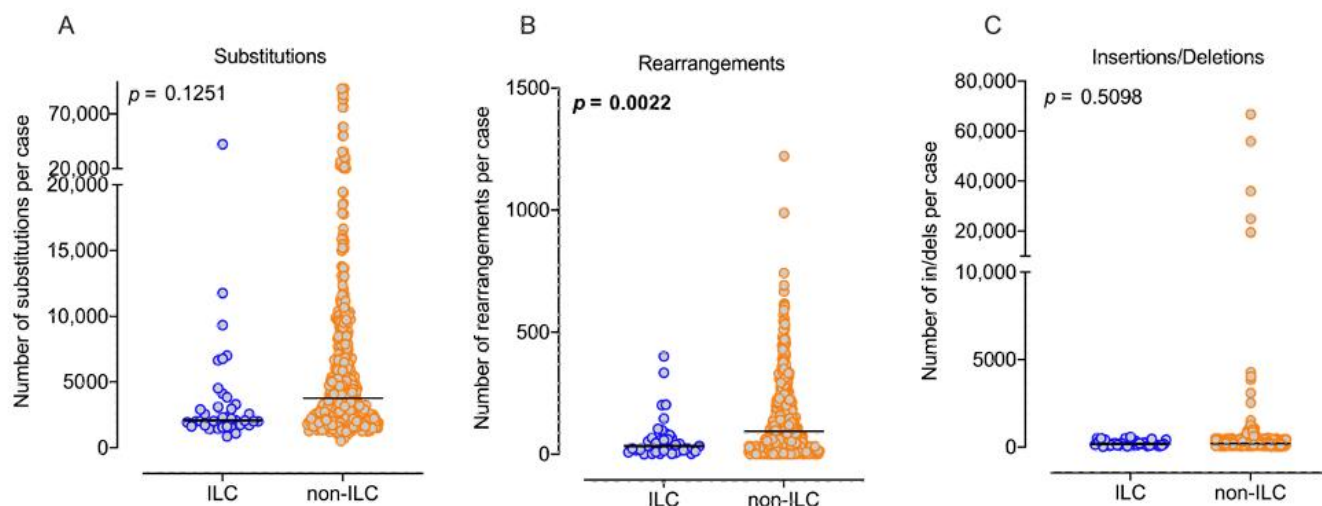 A
Substitutions
p = 0.1251
Number of substitutions per case
70,000
20,000
20,000
15,000
10,000
5000
0
ILC
non-ILC
B
Rearrangements
p = 0.0022
Number of rearrangements per case
1500
1000
500
0
ILC
non-ILC
C
Insertions/Deletions
p = 0.5098
Number of in/dels per case
80,000
60,000
40,000
20,000
10,000
5000
0
ILC
non-ILC